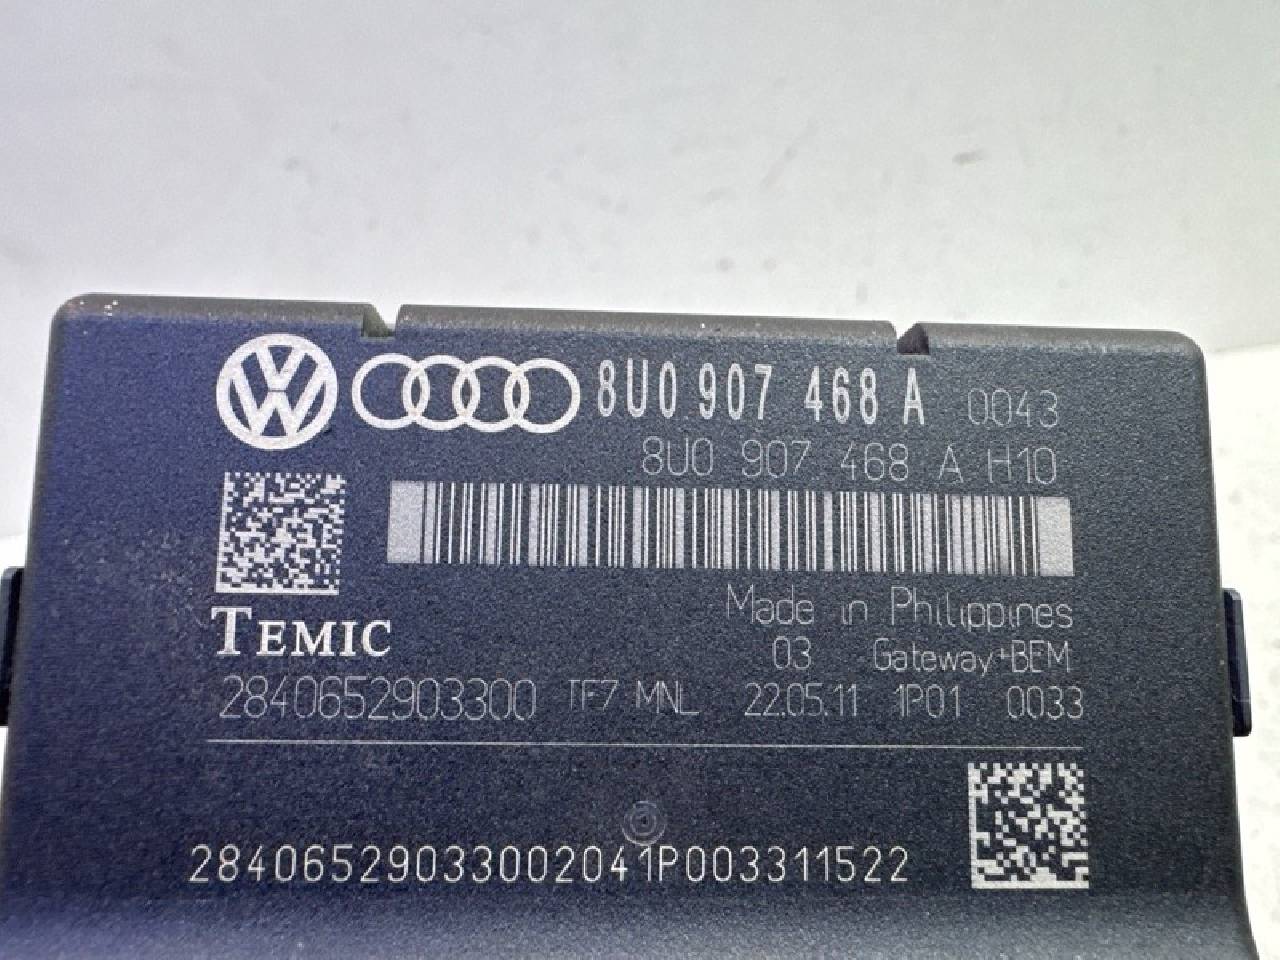 8U0 907 468 A 0043
8U0 907 468 A H10
TEMIC
Made in Philippines
03 Gateway+BEM
2840652903300 TF7 MNL 22.05.11 1P01 0033
28406529033002041P003311522